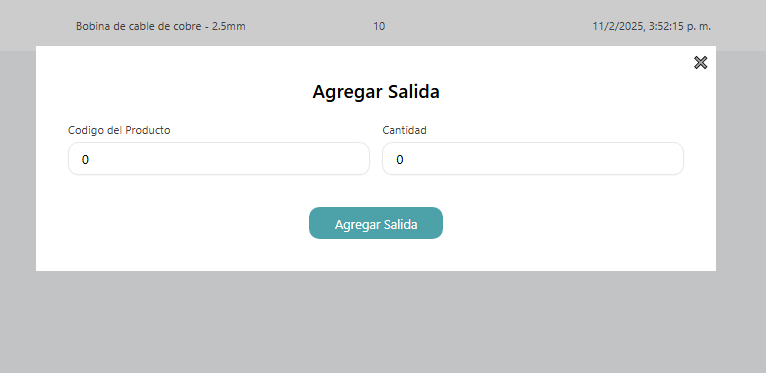 Bobina de cable de cobre - 2.5mm 10 11/2/2025, 3:52:15 p. m.
Agregar Salida
Codigo del Producto Cantidad
0 0
Agregar Salida